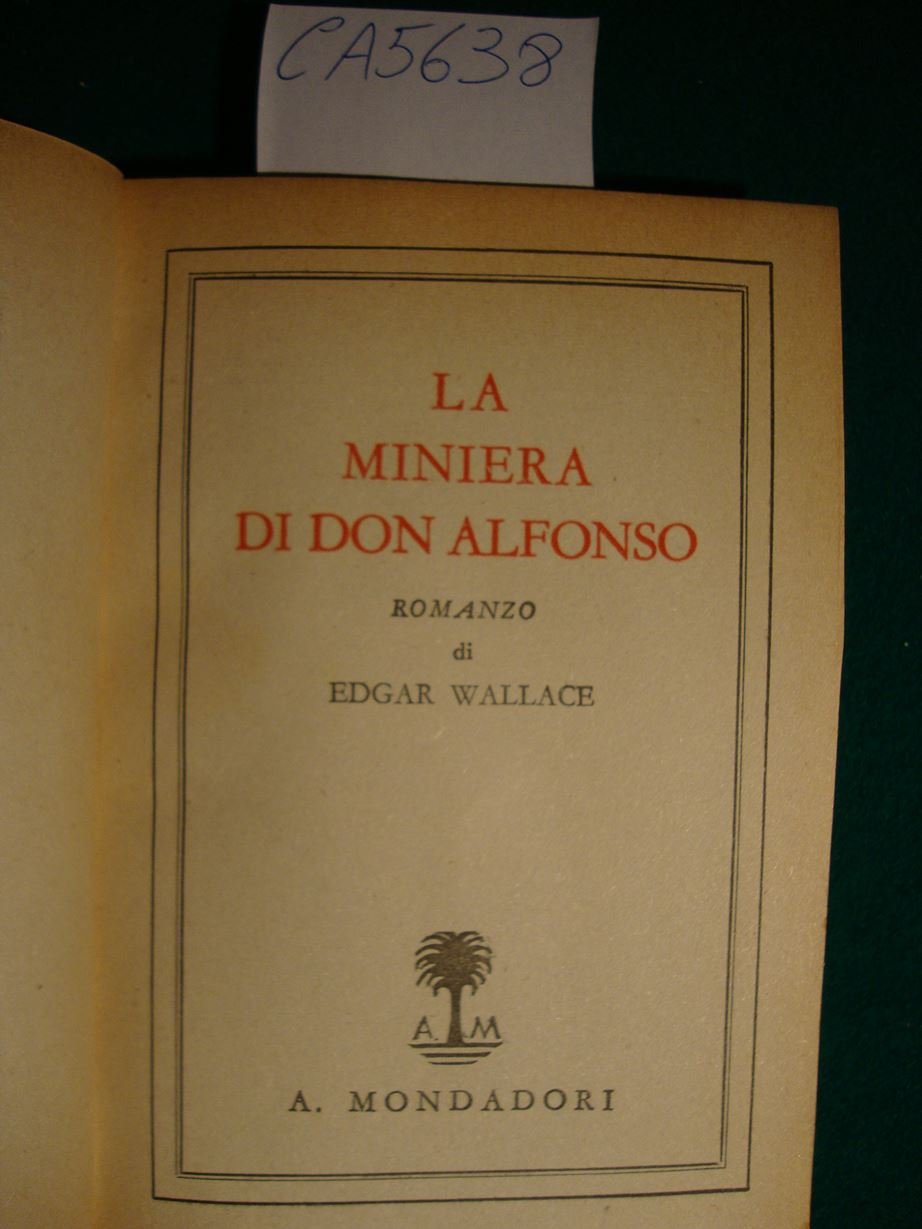 CA5638
LA
MINIERA
DI DON ALFONSO
ROMANZO
di
EDGAR WALLACE
A. M
A. MONDADORI